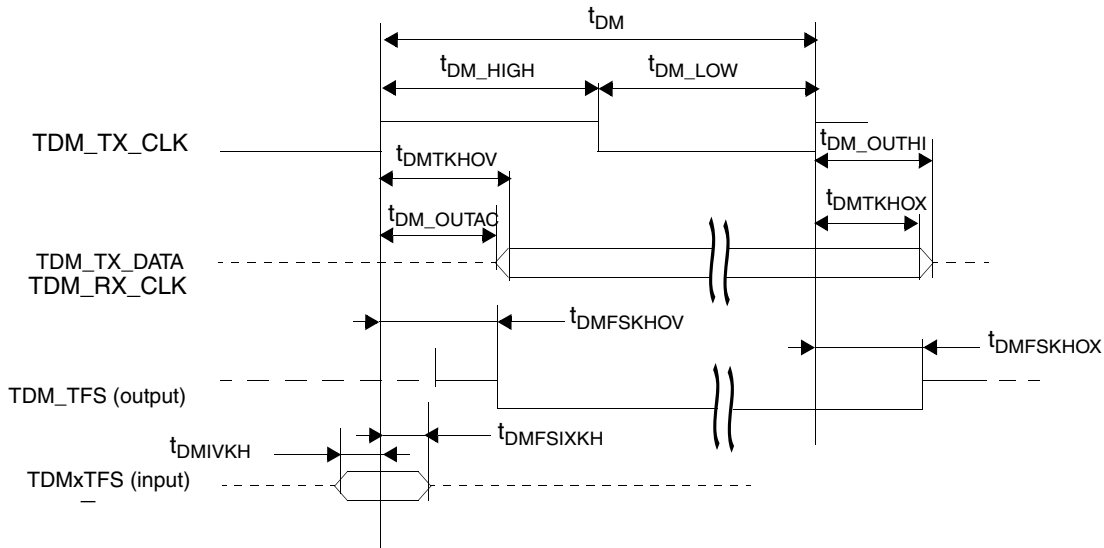 tDM
tDM_HIGH
tDM_LOW
TDM_TX_CLK
tDM_OUTHI
tDMTKHOV
tDMTKHOX
tDM_OUTAC
TDM_TX_DATA
TDM_RX_CLK
tDMFSKHOV
tDMFSKHOX
TDM_TFS (output)
tDMFSIXKH
tDMIVKH
TDMxTFS (input)
_